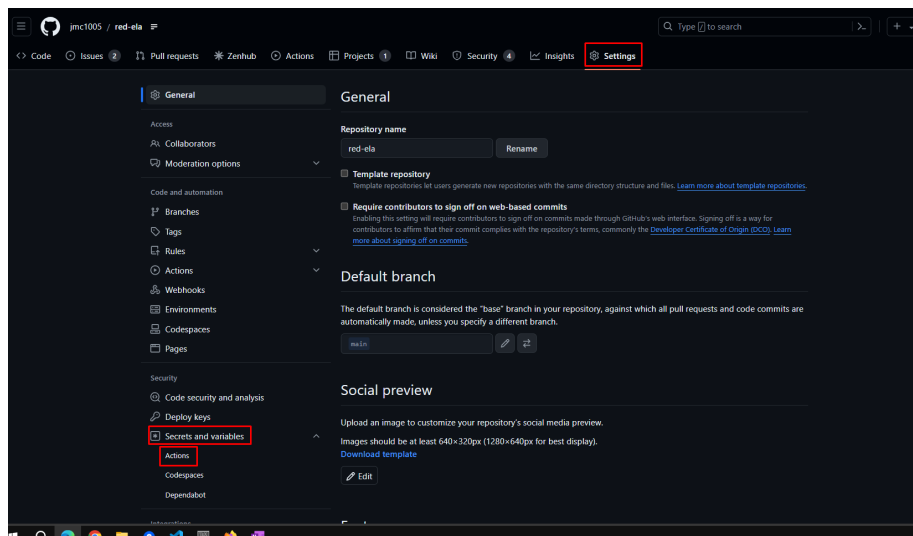 jmc1005 / red-ela
Type / to search
Code
Issues 2
Pull requests
Zenhub
Actions
Projects 1
Wiki
Security 4
Insights
Settings
General
Access
Collaborators
Moderation options
Code and automation
Branches
Tags
Rules
Actions
Webhooks
Environments
Codespaces
Pages
Security
Code security and analysis
Deploy keys
Secrets and variables
Actions
Codespaces
Dependabot
Integrations
General
Repository name
red-ela
Rename
Template repository
Template repositories let users generate new repositories with the same directory structure and files. Learn more about template repositories.
Require contributors to sign off on web-based commits
Enabling this setting will require contributors to sign off on commits made through GitHub's web interface. Signing off is a way for
contributors to affirm that their commit complies with the repository's terms, commonly the Developer Certificate of Origin (DCO). Learn
more about signing off on commits.
Default branch
The default branch is considered the "base" branch in your repository, against which all pull requests and code commits are
automatically made, unless you specify a different branch.
main
Social preview
Upload an image to customize your repository's social media preview.
Images should be at least 640×320px (1280×640px for best display).
Download template
Edit